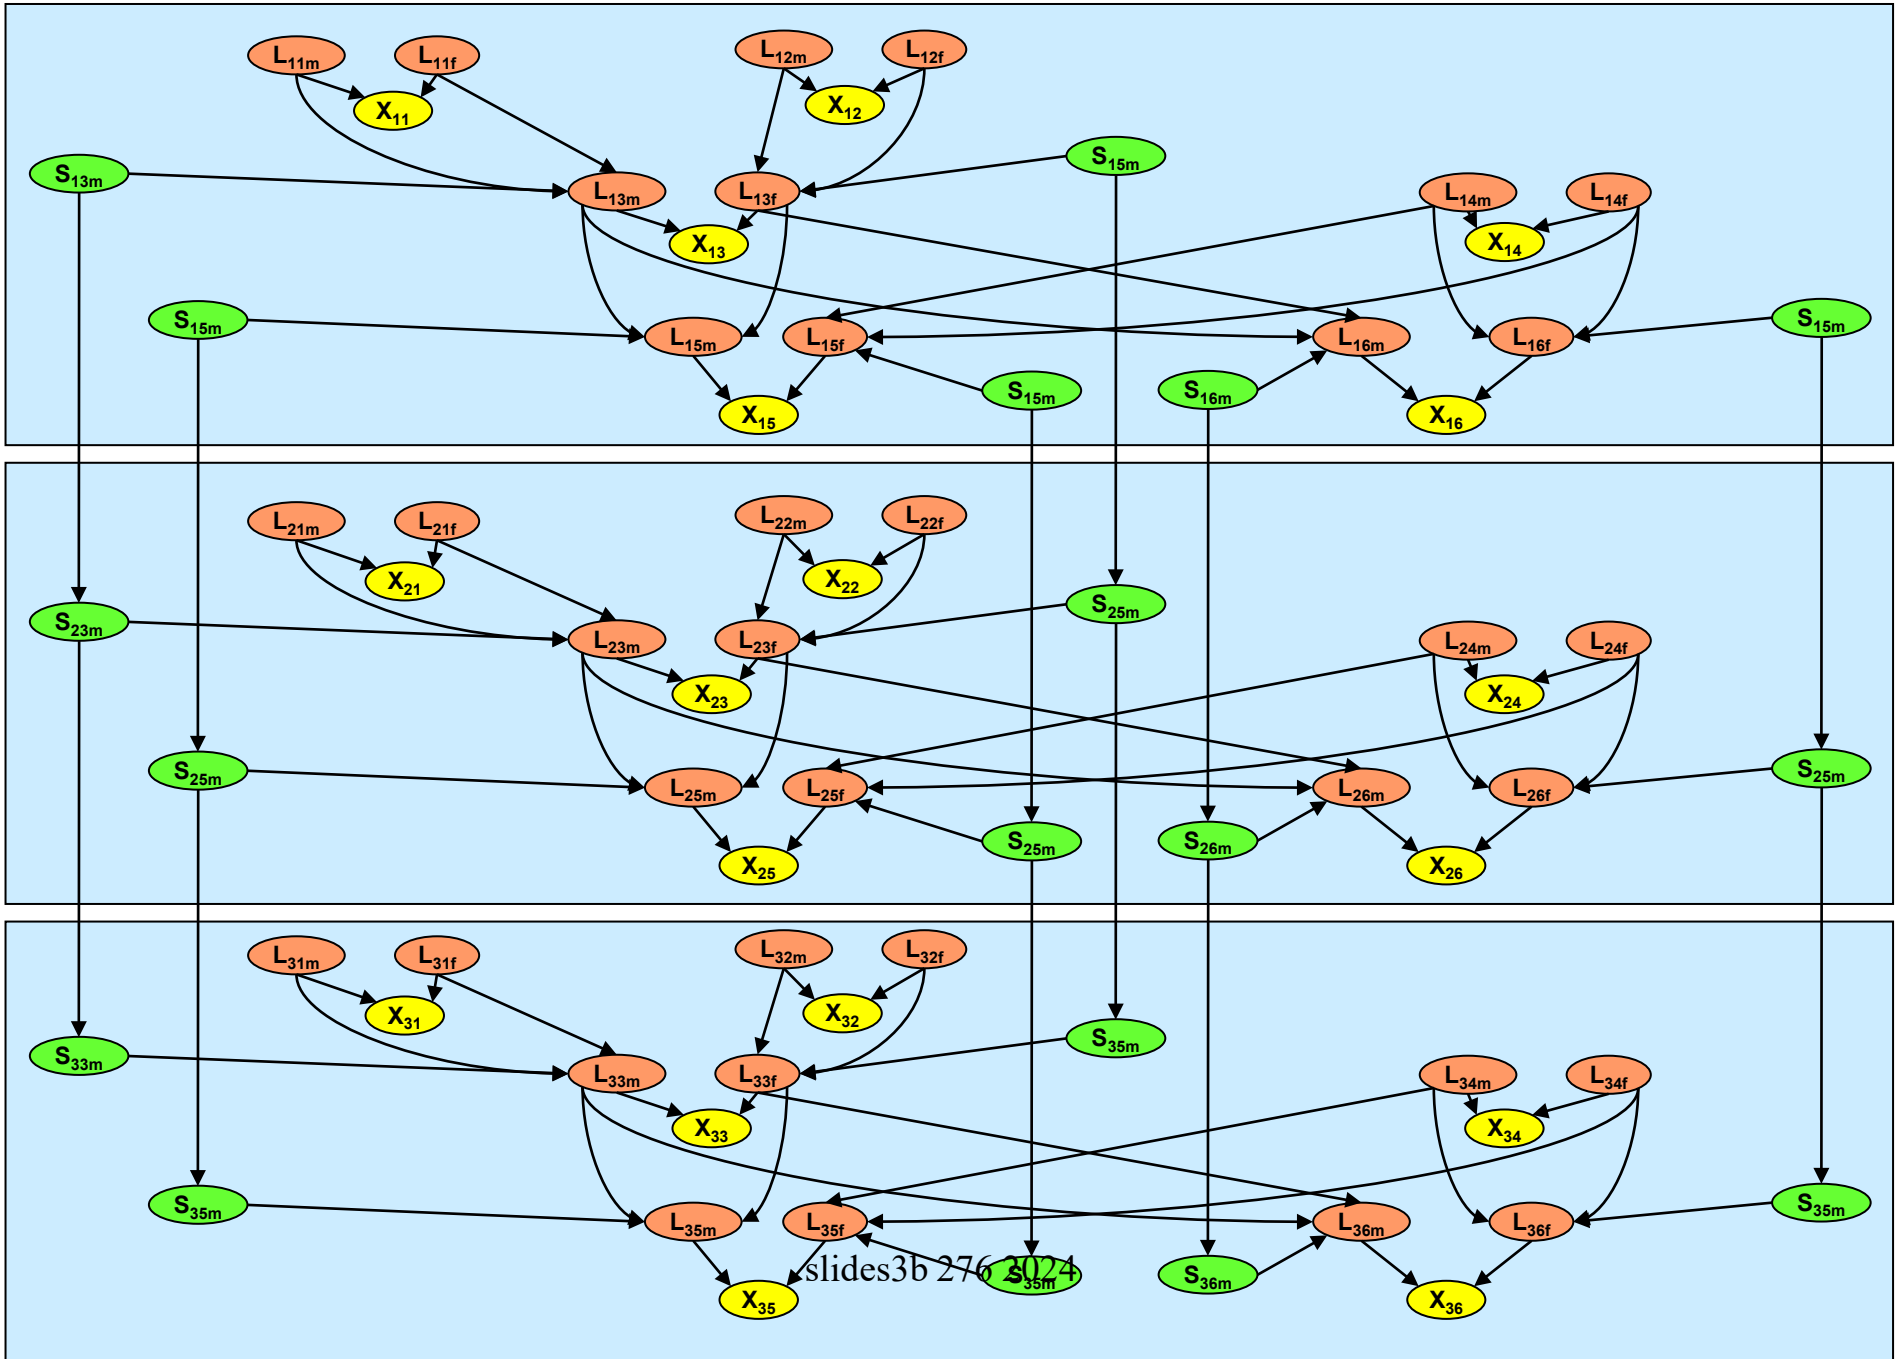 L11m L11f L12m L12f
X11 X12
S13m L13m L13f S15m L14m L14f
X13 X14
S15m L15m L15f L16m L16f S15m
X15 S15m S16m X16
L21m L21f L22m L22f
X21 X22
S23m L23m L23f S25m L24m L24f
X23 X24
S25m L25m L25f L26m L26f S25m
X25 S25m S26m X26
L31m L31f L32m L32f
X31 X32
S33m L33m L33f S35m L34m L34f
X33 X34
S35m L35m L35f L36m L36f S35m
X35 S35m S36m X36
slides3b 276 2024